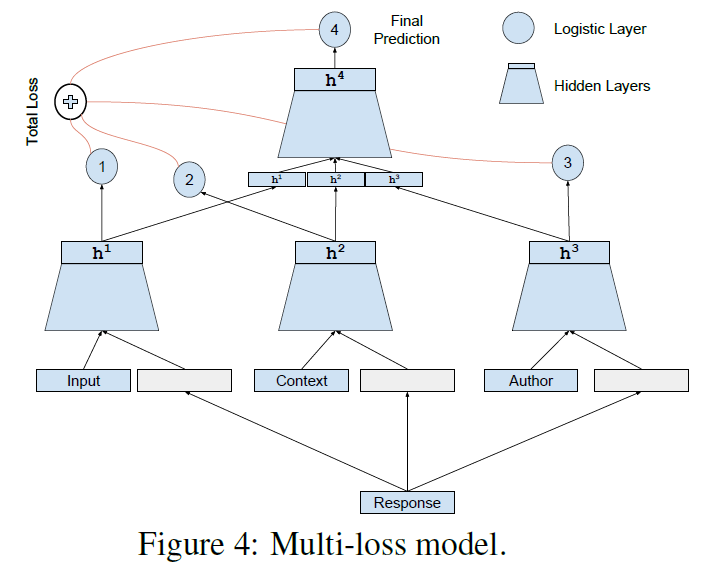 Final
Prediction
4
Logistic Layer
Hidden Layers
Total Loss
h⁴
1
2
3
h¹
h²
h³
h¹
h²
h³
Input
Context
Author
Response
Figure 4: Multi-loss model.